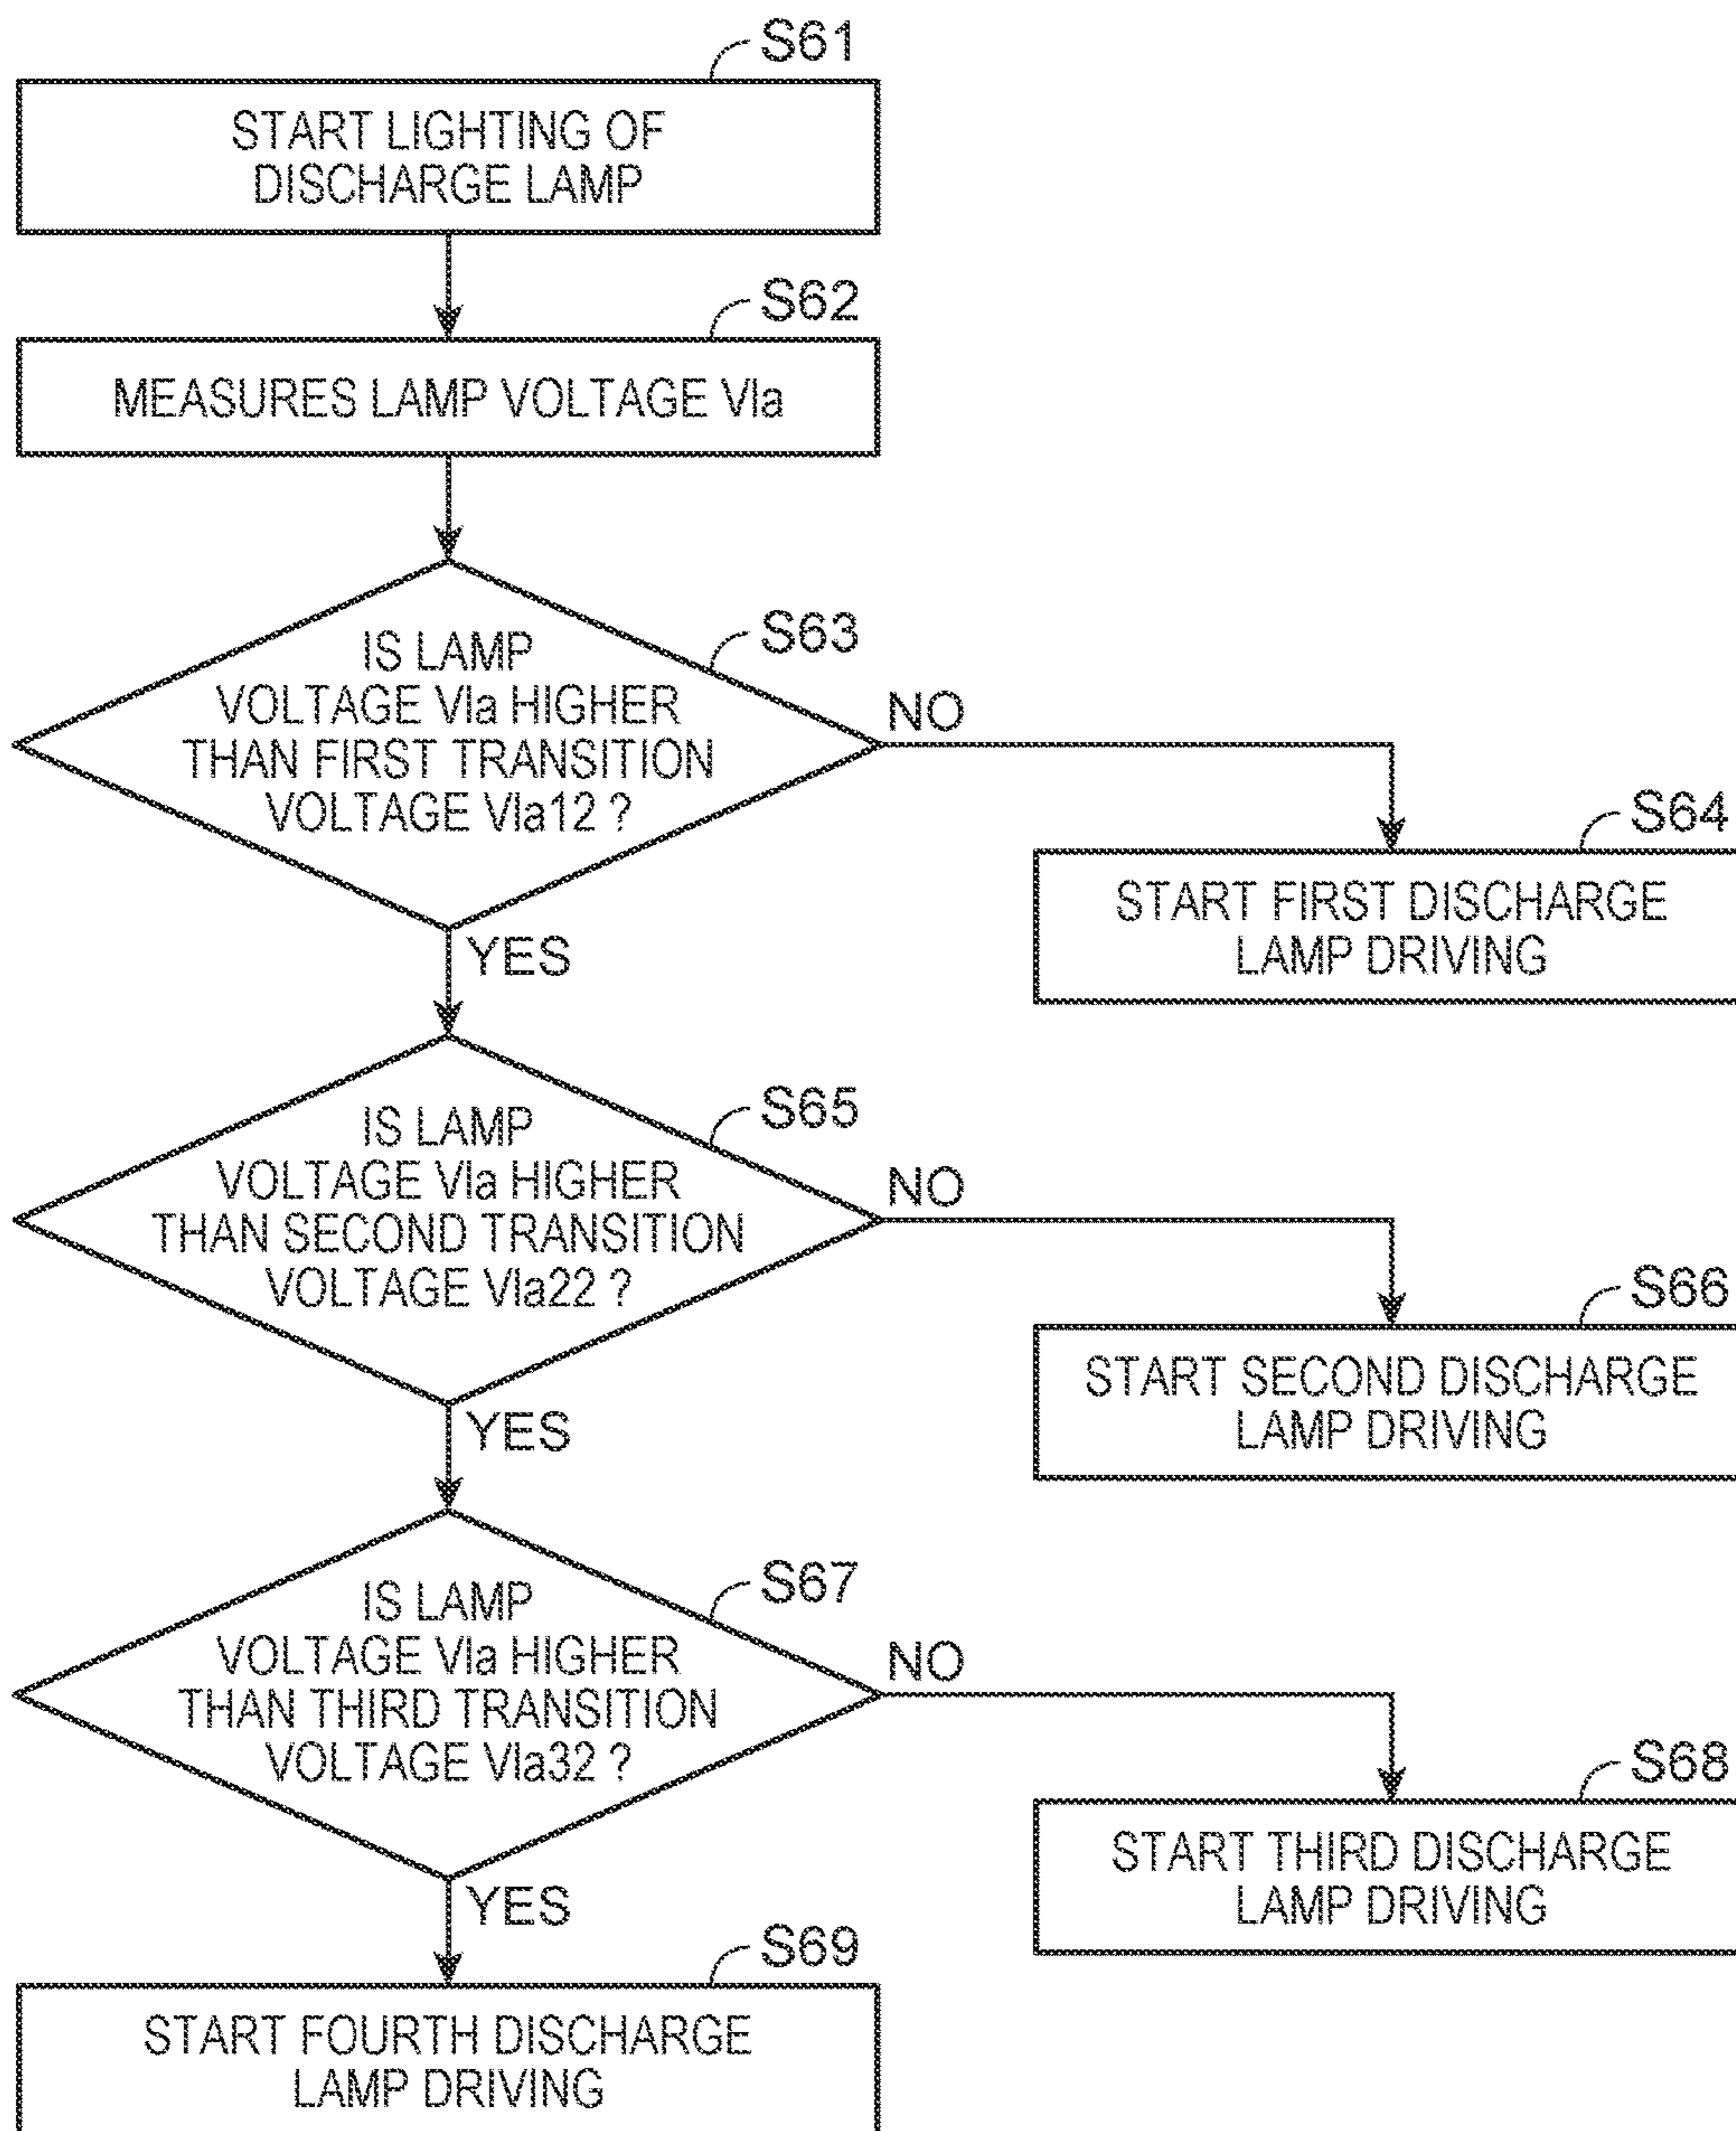 S61
START LIGHTING OF
DISCHARGE LAMP
S62
MEASURES LAMP VOLTAGE Vla
S63
IS LAMP
VOLTAGE Vla HIGHER
THAN FIRST TRANSITION
VOLTAGE Vla12 ?
NO
S64
START FIRST DISCHARGE
LAMP DRIVING
YES
S65
IS LAMP
VOLTAGE Vla HIGHER
THAN SECOND TRANSITION
VOLTAGE Vla22 ?
NO
S66
START SECOND DISCHARGE
LAMP DRIVING
YES
S67
IS LAMP
VOLTAGE Vla HIGHER
THAN THIRD TRANSITION
VOLTAGE Vla32 ?
NO
S68
START THIRD DISCHARGE
LAMP DRIVING
YES
S69
START FOURTH DISCHARGE
LAMP DRIVING